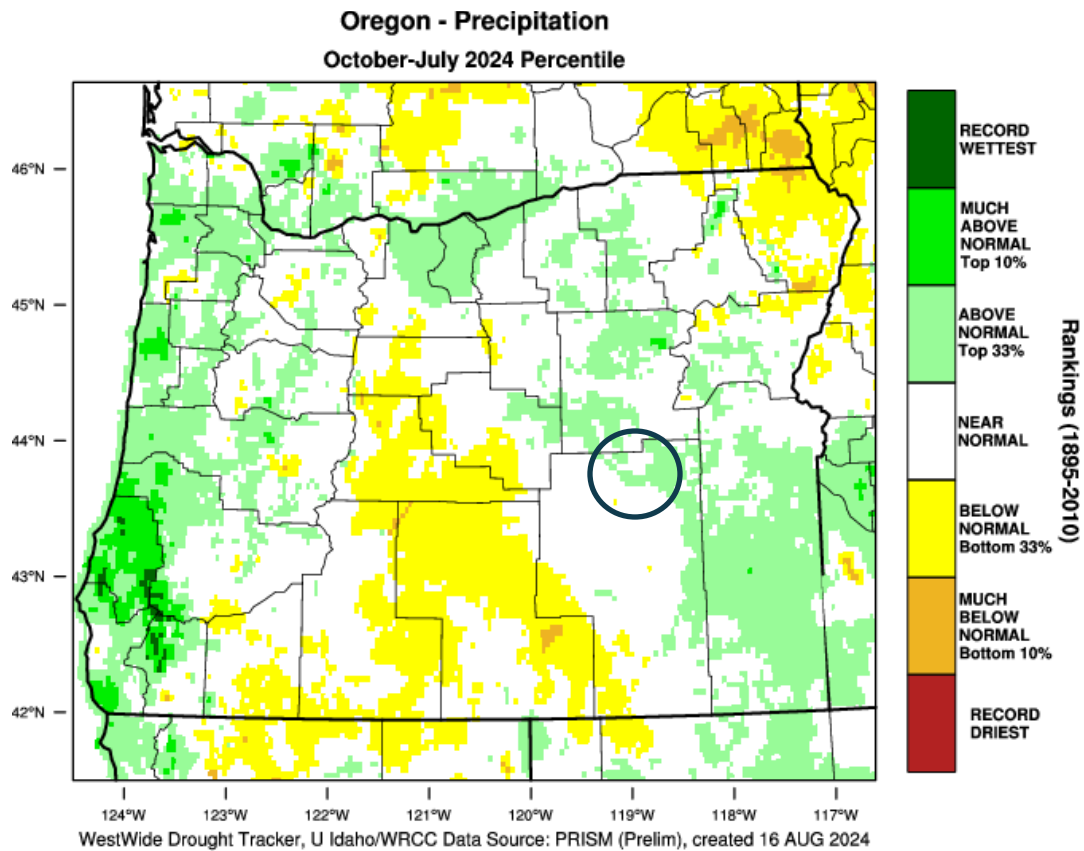 Oregon - Precipitation
October-July 2024 Percentile
46°N
45°N
44°N
43°N
42°N
124°W
123°W
122°W
121°W
120°W
119°W
118°W
117°W
RECORD
WETTEST
MUCH
ABOVE
NORMAL
Top 10%
ABOVE
NORMAL
Top 33%
NEAR
NORMAL
BELOW
NORMAL
Bottom 33%
MUCH
BELOW
NORMAL
Bottom 10%
RECORD
DRIEST
Rankings (1895-2010)
WestWide Drought Tracker, U Idaho/WRCC Data Source: PRISM (Prelim), created 16 AUG 2024